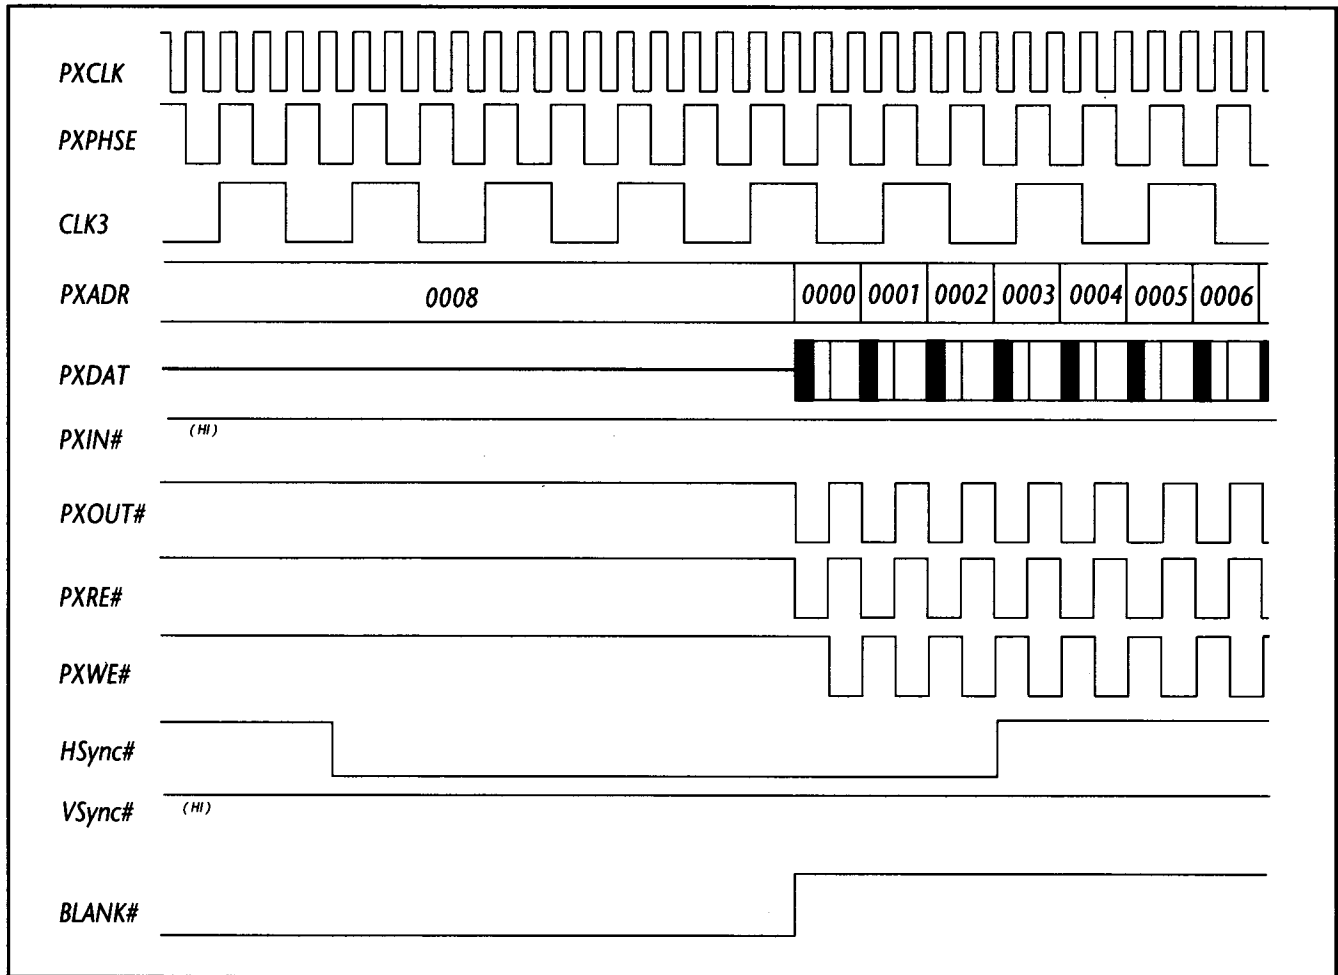 PXCLK
PXPHSE
CLK3
PXADR 0008 0000 0001 0002 0003 0004 0005 0006
PXDAT
PXIN# (HI)
PXOUT#
PXRE#
PXWE#
HSync#
VSync# (HI)
BLANK#